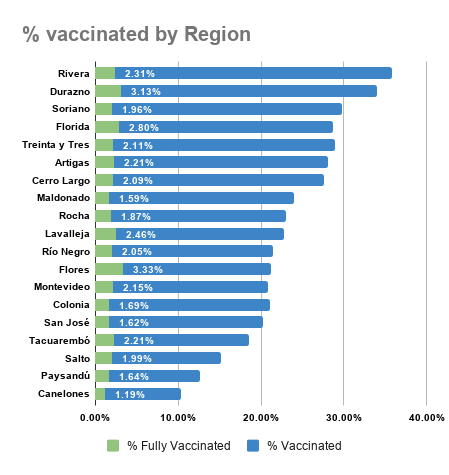 % vaccinated by Region
Rivera 2.31%
Durazno 3.13%
Soriano 1.96%
Florida 2.80%
Treinta y Tres 2.11%
Artigas 2.21%
Cerro Largo 2.09%
Maldonado 1.59%
Rocha 1.87%
Lavalleja 2.46%
Río Negro 2.05%
Flores 3.33%
Montevideo 2.15%
Colonia 1.69%
San José 1.62%
Tacuarembó 2.21%
Salto 1.99%
Paysandú 1.64%
Canelones 1.19%
0.00% 10.00% 20.00% 30.00% 40.00%
% Fully Vaccinated % Vaccinated